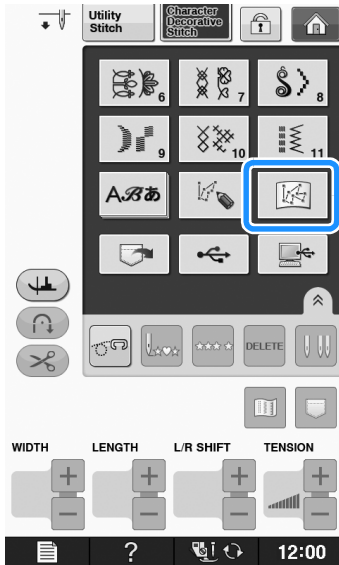 Utility
Stitch
Character
Decorative
Stitch
6
7
8
9
10
11
ABあ
DELETE
WIDTH
LENGTH
L/R SHIFT
TENSION
?
12:00